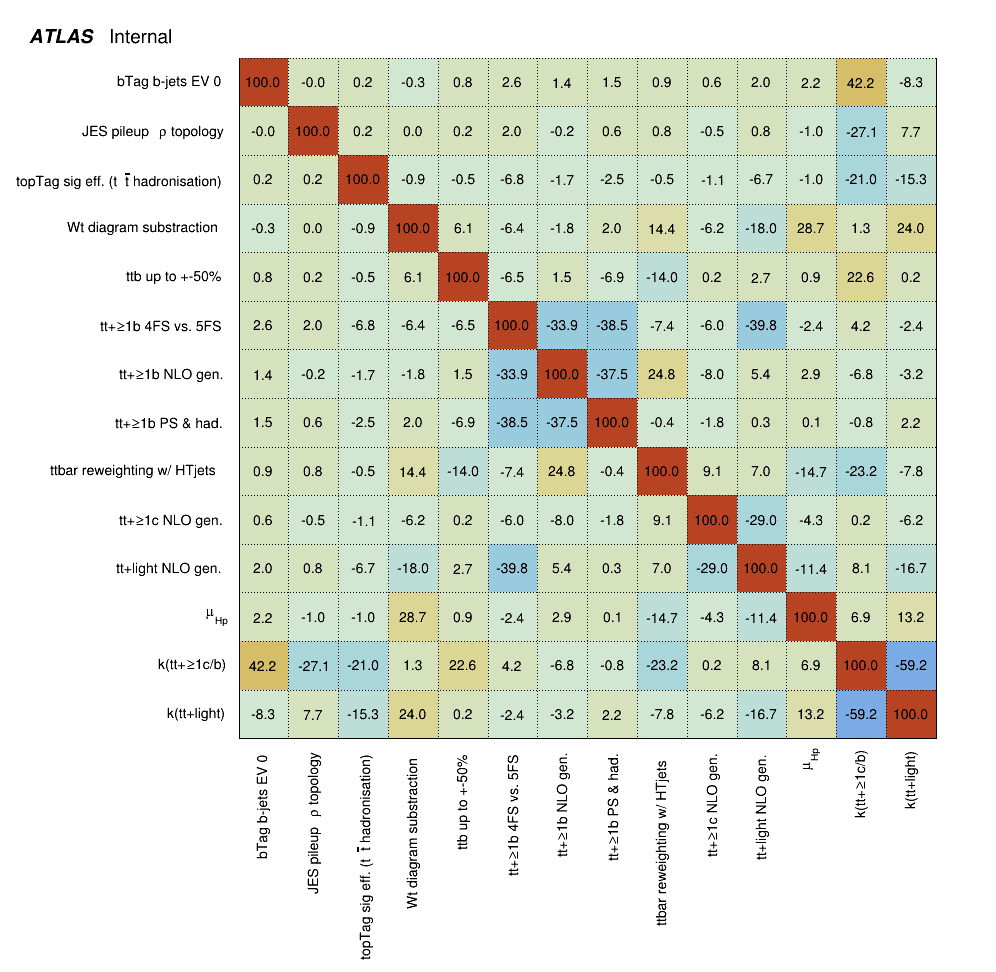 ATLAS Internal
bTag b-jets EV 0 100.0 -0.0 0.2 -0.3 0.8 2.6 1.4 1.5 0.9 0.6 2.0 2.2 42.2 -8.3
JES pileup ρ topology -0.0 100.0 0.2 0.0 0.2 2.0 -0.2 0.6 0.8 -0.5 0.8 -1.0 -27.1 7.7
topTag sig eff. (t t̄ hadronisation) 0.2 0.2 100.0 -0.9 -0.5 -6.8 -1.7 -2.5 -0.5 -1.1 -6.7 -1.0 -21.0 -15.3
Wt diagram substraction -0.3 0.0 -0.9 100.0 6.1 -6.4 -1.8 2.0 14.4 -6.2 -18.0 28.7 1.3 24.0
ttb up to +-50% 0.8 0.2 -0.5 6.1 100.0 -6.5 1.5 -6.9 -14.0 0.2 2.7 0.9 22.6 0.2
tt+≥1b 4FS vs. 5FS 2.6 2.0 -6.8 -6.4 -6.5 100.0 -33.9 -38.5 -7.4 -6.0 -39.8 -2.4 4.2 -2.4
tt+≥1b NLO gen. 1.4 -0.2 -1.7 -1.8 1.5 -33.9 100.0 -37.5 24.8 -8.0 5.4 2.9 -6.8 -3.2
tt+≥1b PS & had. 1.5 0.6 -2.5 2.0 -6.9 -38.5 -37.5 100.0 -0.4 -1.8 0.3 0.1 -0.8 2.2
ttbar reweighting w/ HTjets 0.9 0.8 -0.5 14.4 -14.0 -7.4 24.8 -0.4 100.0 9.1 7.0 -14.7 -23.2 -7.8
tt+≥1c NLO gen. 0.6 -0.5 -1.1 -6.2 0.2 -6.0 -8.0 -1.8 9.1 100.0 -29.0 -4.3 0.2 -6.2
tt+light NLO gen. 2.0 0.8 -6.7 -18.0 2.7 -39.8 5.4 0.3 7.0 -29.0 100.0 -11.4 8.1 -16.7
μHp 2.2 -1.0 -1.0 28.7 0.9 -2.4 2.9 0.1 -14.7 -4.3 -11.4 100.0 6.9 13.2
k(tt+≥1c/b) 42.2 -27.1 -21.0 1.3 22.6 4.2 -6.8 -0.8 -23.2 0.2 8.1 6.9 100.0 -59.2
k(tt+light) -8.3 7.7 -15.3 24.0 0.2 -2.4 -3.2 2.2 -7.8 -6.2 -16.7 13.2 -59.2 100.0
bTag b-jets EV 0
JES pileup ρ topology
topTag sig eff. (t t̄ hadronisation)
Wt diagram substraction
ttb up to +-50%
tt+≥1b 4FS vs. 5FS
tt+≥1b NLO gen.
tt+≥1b PS & had.
ttbar reweighting w/ HTjets
tt+≥1c NLO gen.
tt+light NLO gen.
μHp
k(tt+≥1c/b)
k(tt+light)